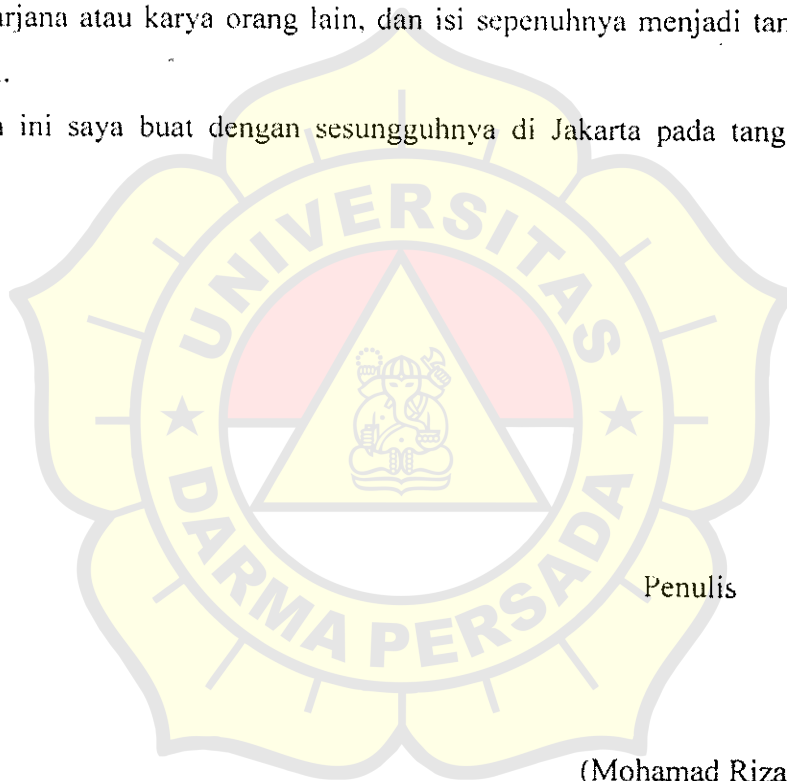 arjana atau karya orang lain, dan isi sepenuhnya menjadi tan
.
n ini saya buat dengan sesungguhnya di Jakarta pada tang
UNIVERSITAS
DARMA PERSADA
Penulis
(Mohamad Riza